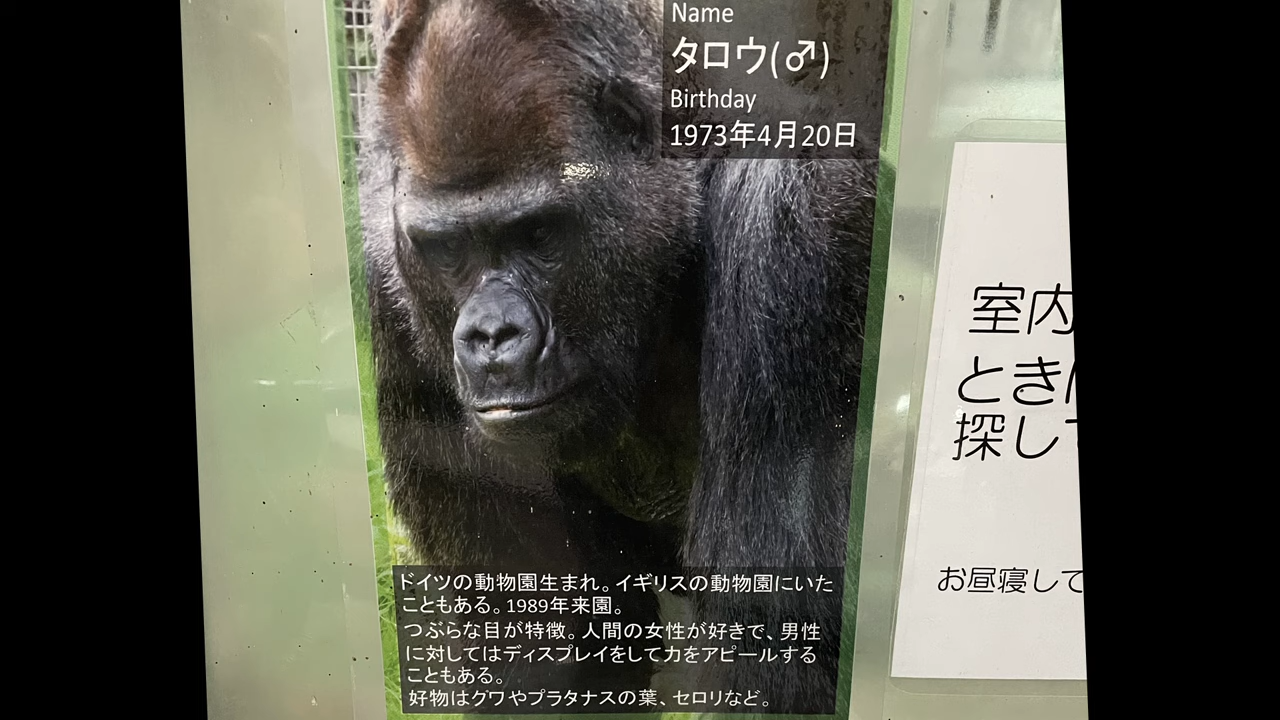 Name
タロウ(♂)
Birthday
1973年4月20日
ドイツの動物園生まれ。イギリスの動物園にいた
こともある。1989年来園。
つぶらな目が特徴。人間の女性が好きで、男性
に対してはディスプレイをして力をアピールする
こともある。
好物はクワやプラタナスの葉、セロリなど。
室内
とき
探して
お昼寝して